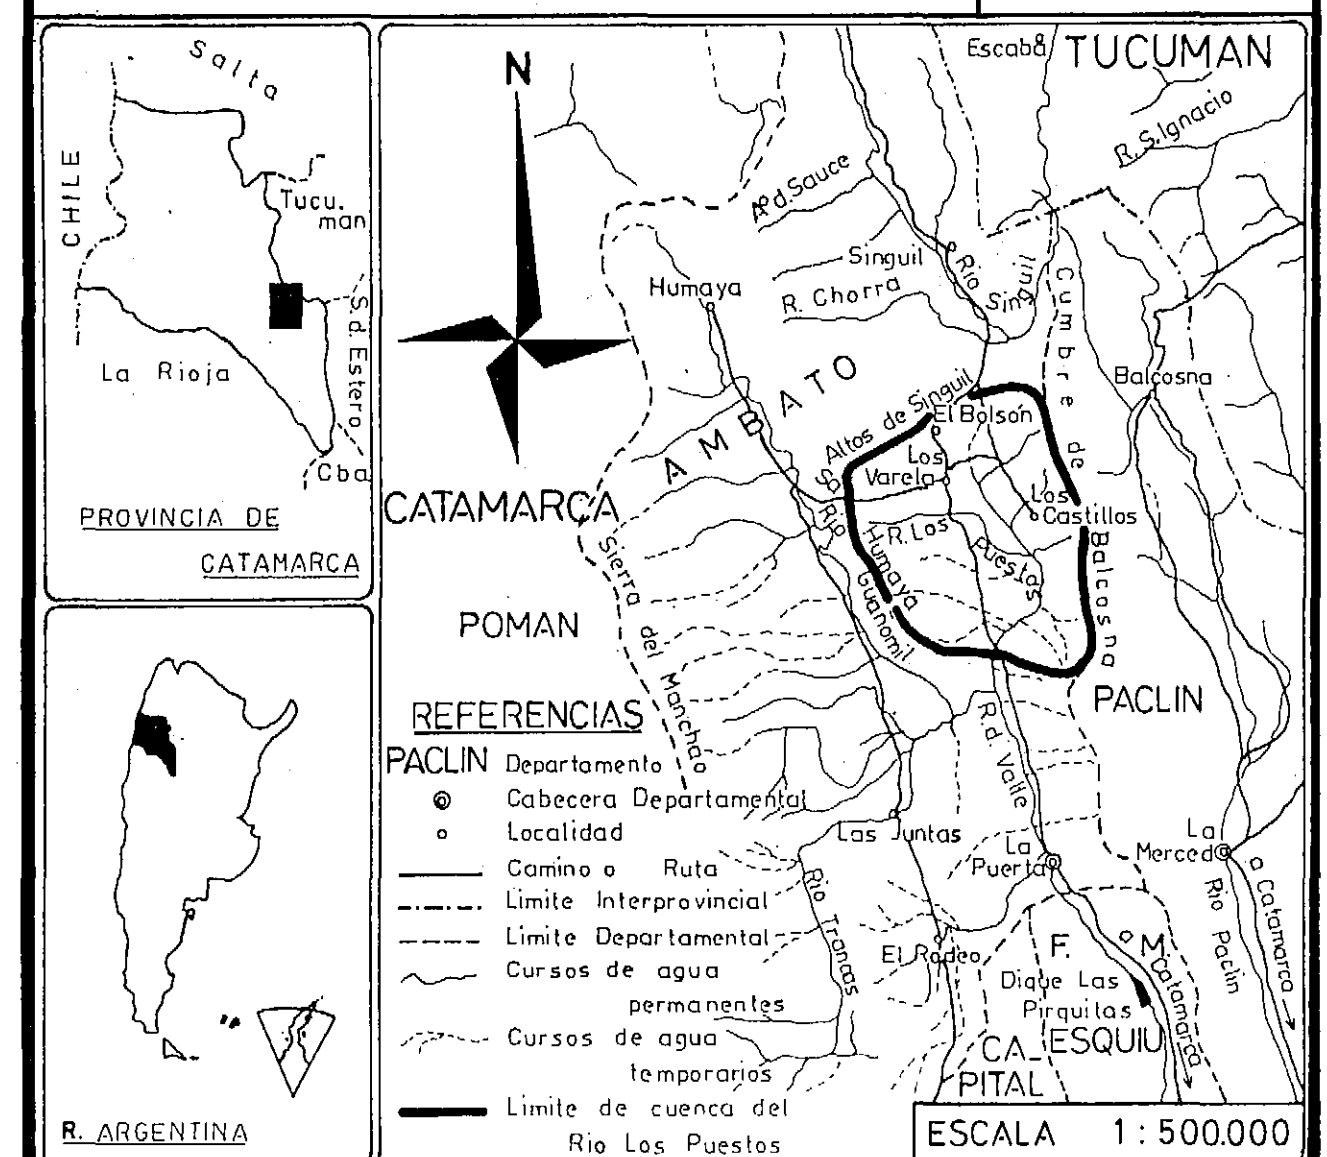 Salta
CHILE
Tucu.
man
S. d. Estero
La Rioja
Cba
PROVINCIA DE
CATAMARCA
R. ARGENTINA
N
Escaba
TUCUMAN
R. S. Ignacio
Aº d. Sauce
Singuil
Rio
Singuil
Humaya
R. Chorra
Cumbre de Balcosna
Balcosna
AMBATO
Altos de Singuil
El Bolsón
Los
Varela
Los
Castillos
CATAMARCA
Sa
Rio
Humaya
Guañomil
R. Los Puestos
Sierra del Manchao
POMAN
PACLIN
REFERENCIAS
PACLIN Departamento
Cabecera Departamental
Localidad
Camino o Ruta
Limite Interprovincial
Limite Departamental
Cursos de agua
permanentes
Cursos de agua
temporarios
Limite de cuenca del
Rio Los Puestos
R. d. Valle
Las Juntas
La
Puerta
La
Merced
Rio Trancas
El Rodeo
Rio Paclin
a Catamarca
F. M.
a Catamarca
Dique Las
Pirquitas
ESQUIU
CA_
PITAL
ESCALA 1:500.000